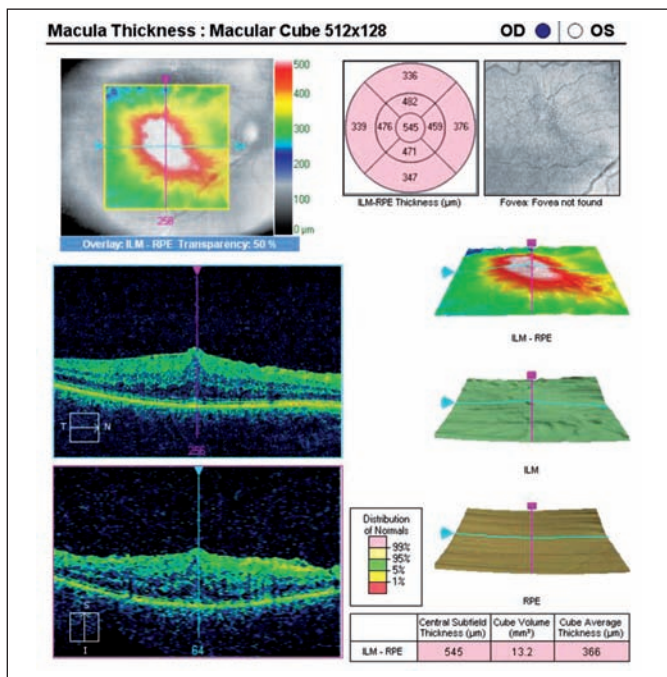 Macula Thickness : Macular Cube 512x128 OD OS
500
400
300
200
100
0 µm
258
Overlay: ILM - RPE Transparency: 50 %
336
482
339 476 545 459 376
471
347
ILM-RPE Thickness (µm)
Fovea: Fovea not found
ILM - RPE
T N
ILM
S
I
64
Distribution
of Normals
99%
95%
5%
1%
RPE
Central Subfield Thickness (µm) Cube Volume (mm³) Cube Average Thickness (µm)
ILM - RPE 545 13.2 366